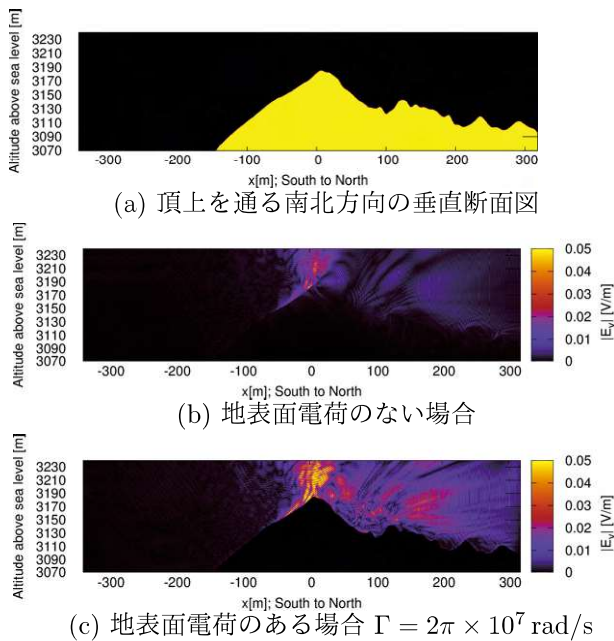 Altitude above sea level [m]
3230
3210
3190
3170
3150
3130
3110
3090
3070
-300 -200 -100 0 100 200 300
x[m]; South to North
(a) 頂上を通る南北方向の垂直断面図
Altitude above sea level [m]
3230
3210
3190
3170
3150
3130
3110
3090
3070
-300 -200 -100 0 100 200 300
x[m]; South to North
0.05
0.04
0.03
0.02
0.01
0
|E_y| [V/m]
(b) 地表面電荷のない場合
Altitude above sea level [m]
3230
3210
3190
3170
3150
3130
3110
3090
3070
-300 -200 -100 0 100 200 300
x[m]; South to North
0.05
0.04
0.03
0.02
0.01
0
|E_y| [V/m]
(c) 地表面電荷のある場合 Γ = 2π × 10⁷ rad/s